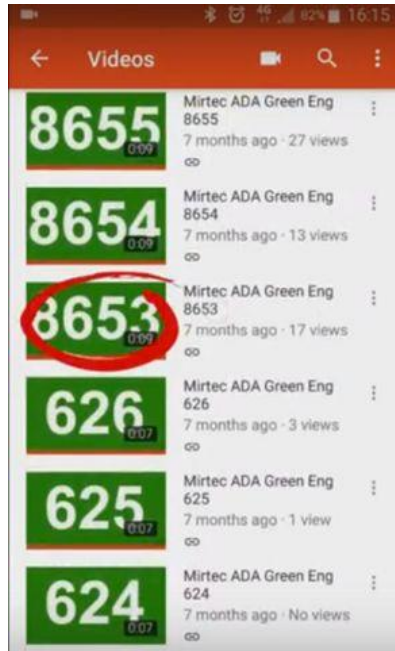 4G 82% 16:15
Videos
8655
0:09
Mirtec ADA Green Eng
8655
7 months ago · 27 views
8654
0:09
Mirtec ADA Green Eng
8654
7 months ago · 13 views
8653
0:09
Mirtec ADA Green Eng
8653
7 months ago · 17 views
626
0:07
Mirtec ADA Green Eng
626
7 months ago · 3 views
625
0:07
Mirtec ADA Green Eng
625
7 months ago · 1 view
624
0:07
Mirtec ADA Green Eng
624
7 months ago · No views